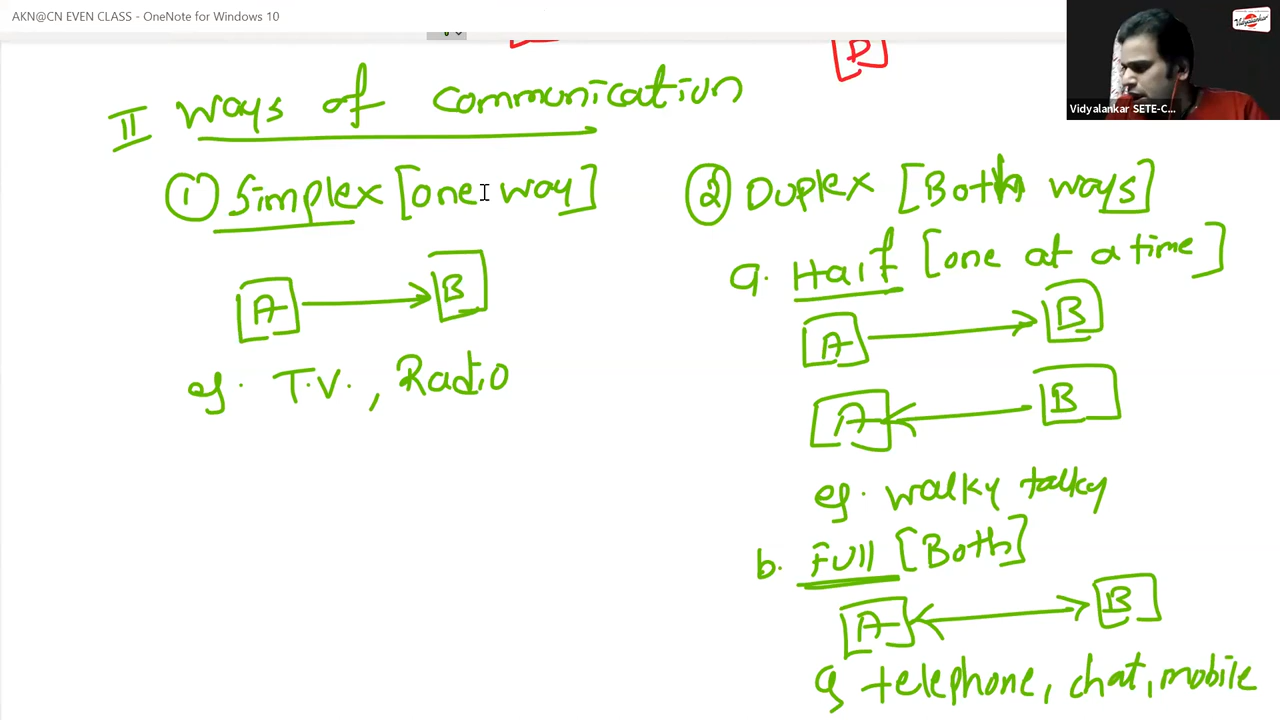 AKN@CN EVEN CLASS - OneNote for Windows 10
Vidyalankar
Vidyalankar SETE-C...
D
II ways of communication
① Simplex [one way]
A B
eg. T.V., Radio
② Duplex [Both ways]
a. Half [one at a time]
A B
A B
eg. walky talky
b. Full [Both]
A B
eg telephone, chat, mobile